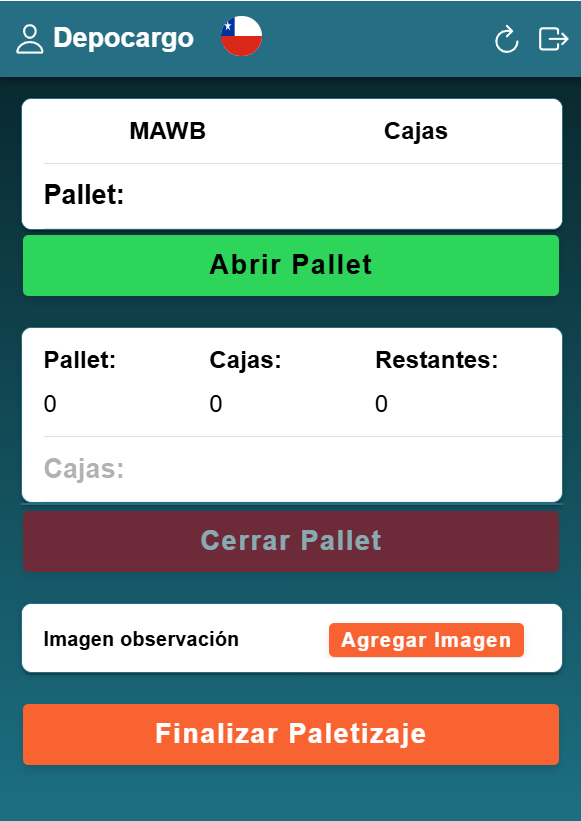 Depocargo
MAWB Cajas
Pallet:
Abrir Pallet
Pallet: Cajas: Restantes:
0 0 0
Cajas:
Cerrar Pallet
Imagen observación Agregar Imagen
Finalizar Paletizaje